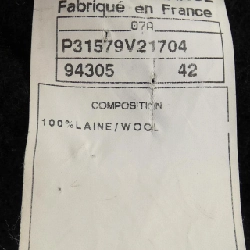 Fabriqué en France
07A
P31579V21704
94305 42
COMPOSITION
100%LAINE/WOOL